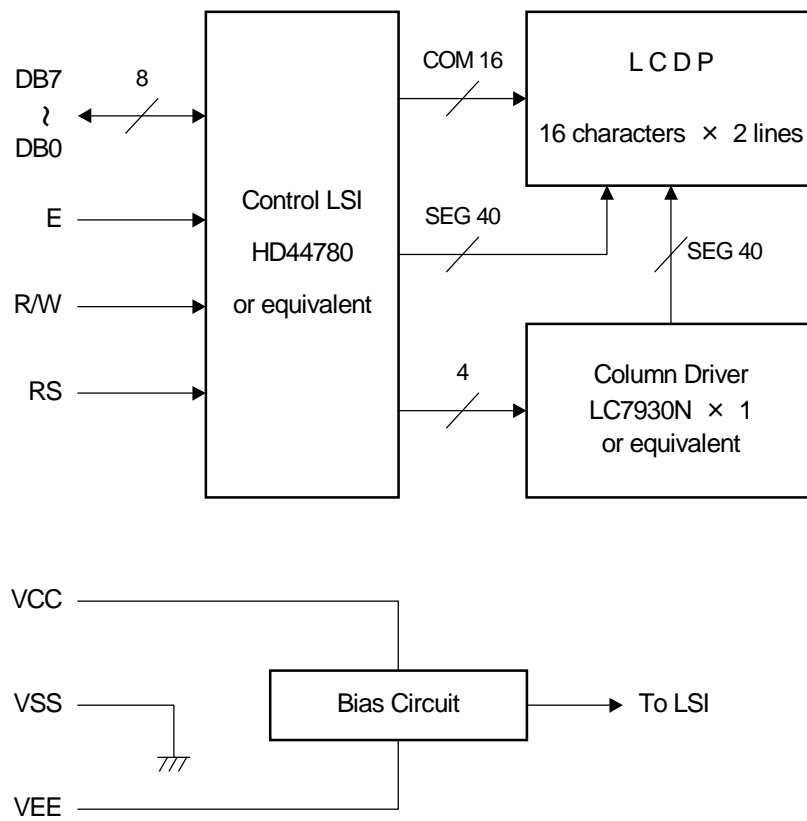 DB7
~
DB0
8
E
R/W
RS
Control LSI
HD44780
or equivalent
COM 16
SEG 40
4
L C D P
16 characters × 2 lines
SEG 40
Column Driver
LC7930N × 1
or equivalent
VCC
VSS
VEE
Bias Circuit
To LSI